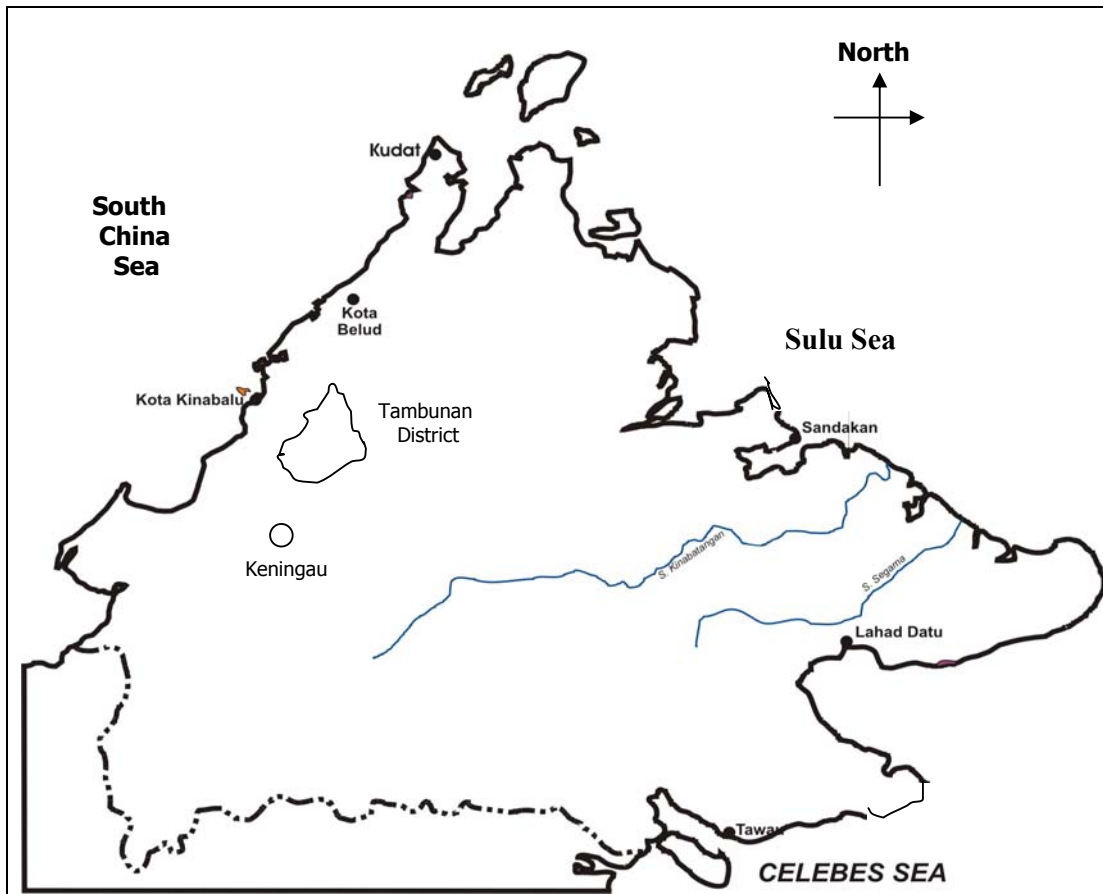 North
Kudat
South
China
Sea
Kota
Belud
Sulu Sea
Kota Kinabalu
Tambunan
District
Sandakan
S. Kinabatangan
Keningau
S. Segama
Lahad Datu
Tawau
CELEBES SEA